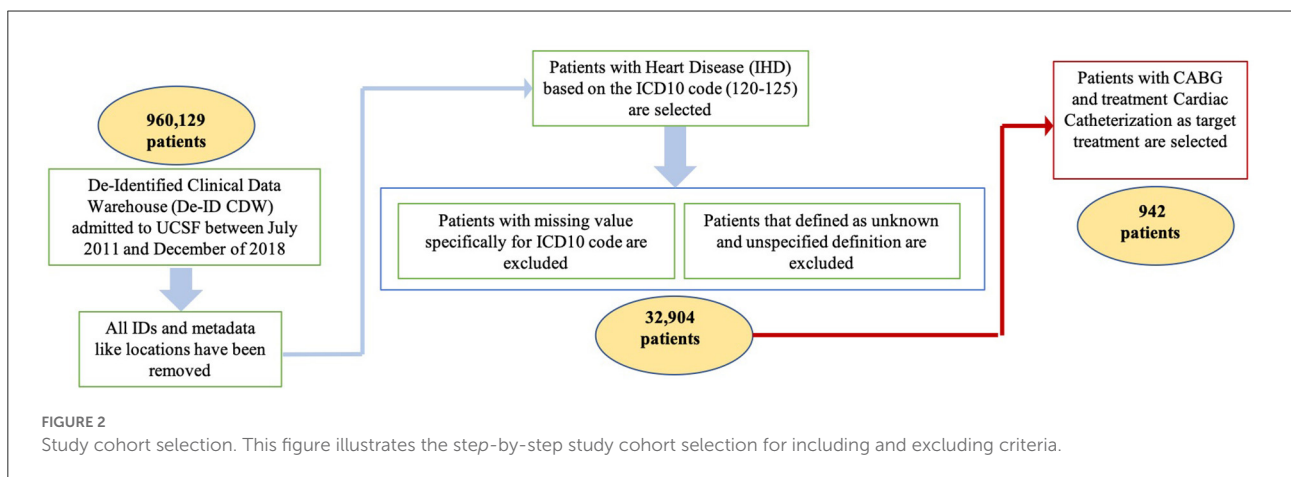 960,129
patients
De-Identified Clinical Data
Warehouse (De-ID CDW)
admitted to UCSF between July
2011 and December of 2018
All IDs and metadata
like locations have been
removed
Patients with Heart Disease (IHD)
based on the ICD10 code (120-125)
are selected
Patients with missing value
specifically for ICD10 code are
excluded
Patients that defined as unknown
and unspecified definition are
excluded
32,904
patients
Patients with CABG
and treatment Cardiac
Catheterization as target
treatment are selected
942
patients
FIGURE 2
Study cohort selection. This figure illustrates the step-by-step study cohort selection for including and excluding criteria.